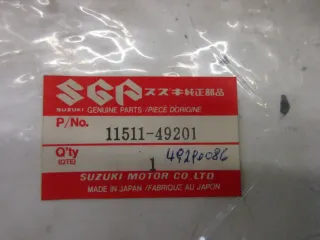 SGP スズキ純正部品
SUZUKI GENUINE PARTS/PIECE D'ORIGINE
P/No. 11511-49201
Q'ty 1 
(QTE)
SUZUKI MOTOR CO.LTD
MADE IN JAPAN/FABRIQUE AU JAPON